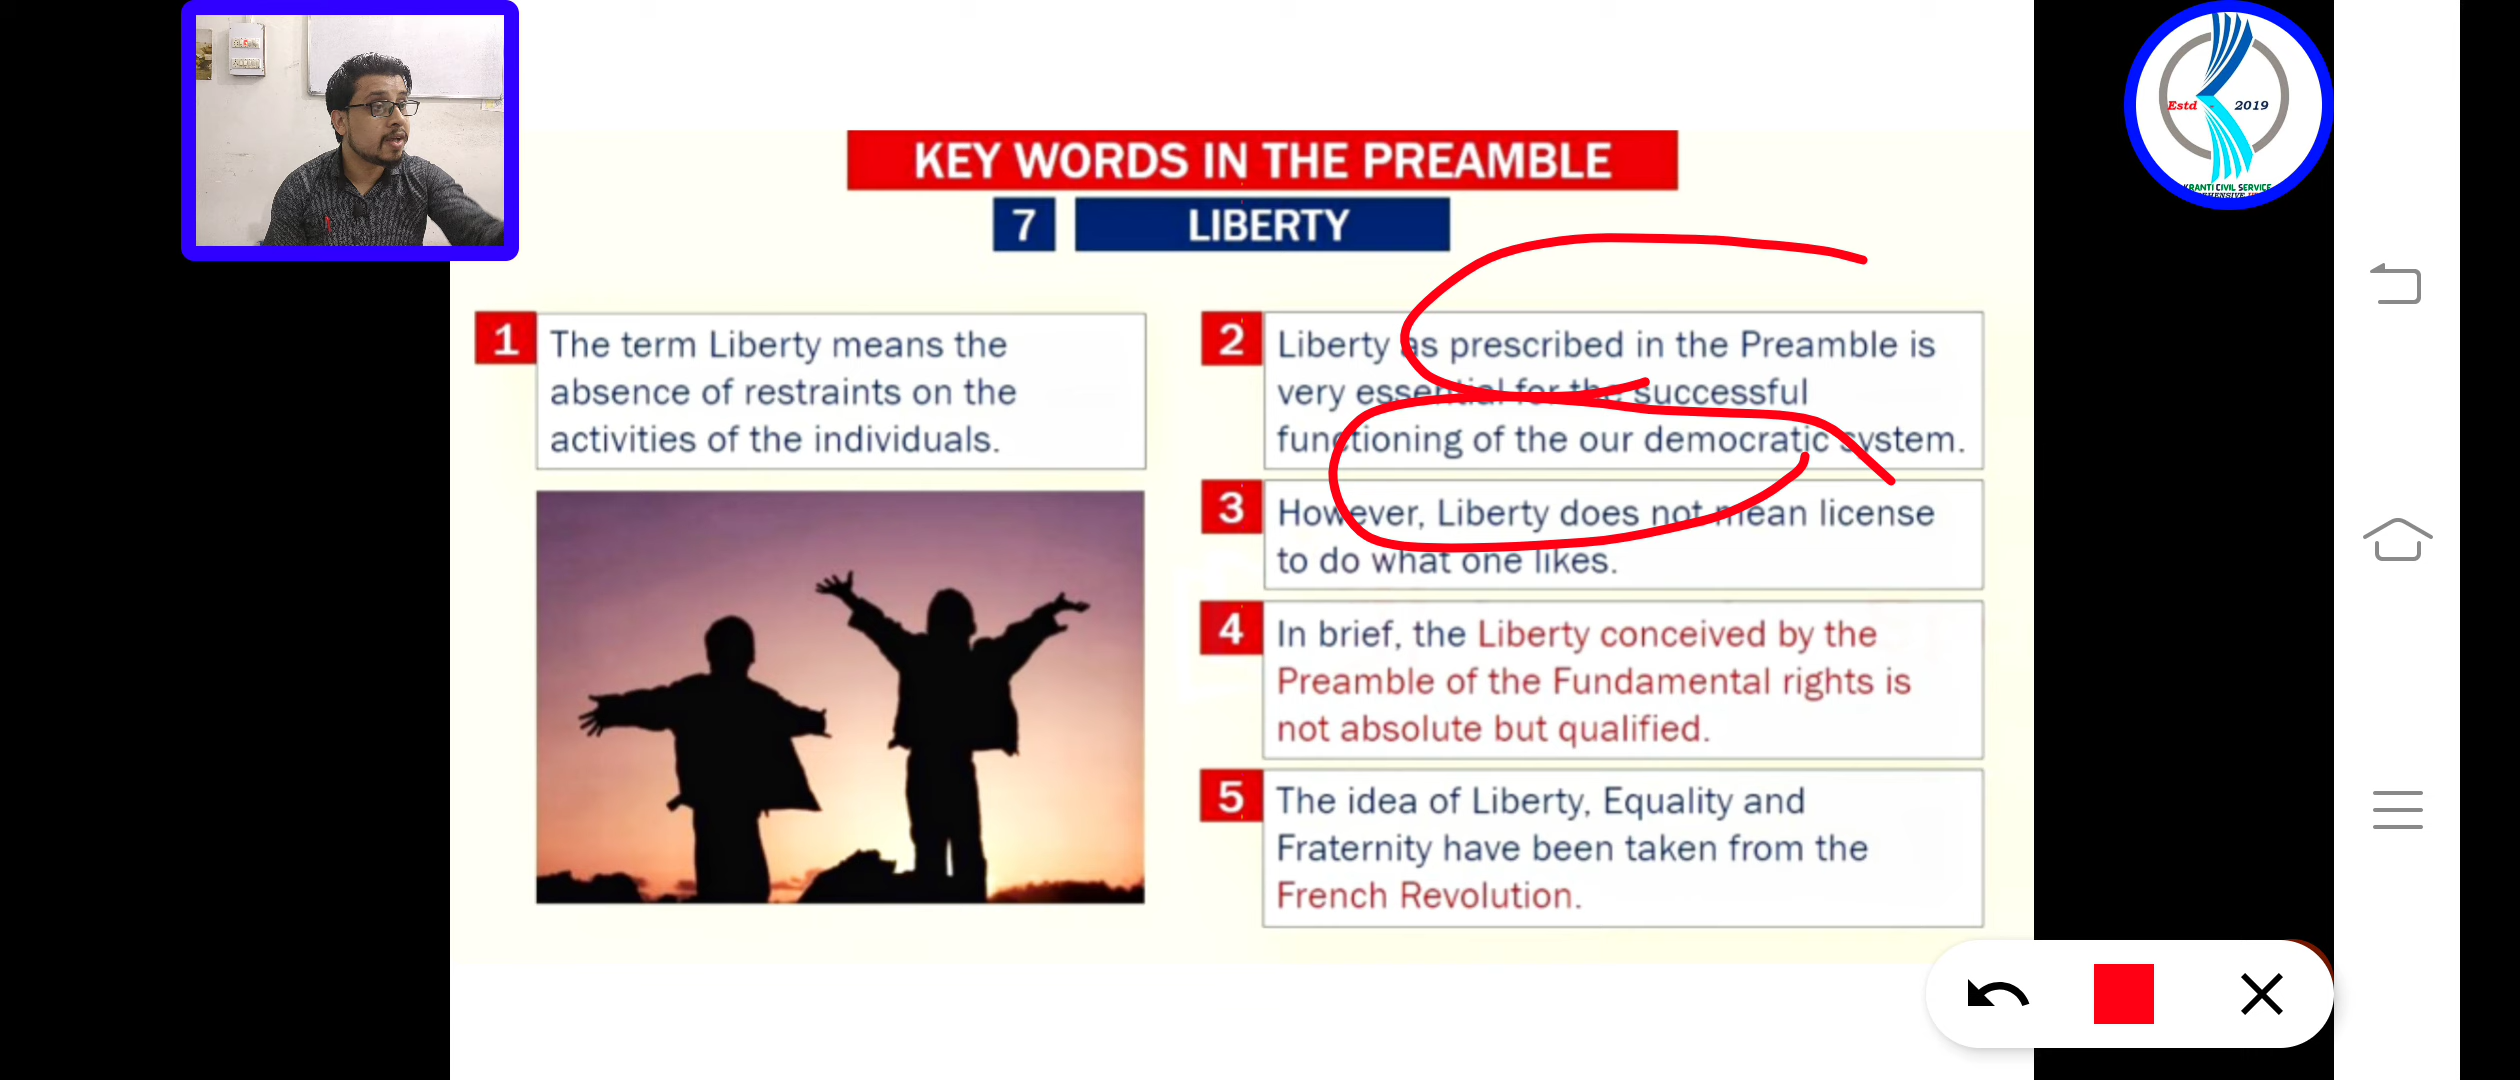 Estd 2019
KRANTI CIVIL SERVICE
KEY WORDS IN THE PREAMBLE
7 LIBERTY
1 The term Liberty means the
absence of restraints on the
activities of the individuals.
2 Liberty as prescribed in the Preamble is
very essential for the successful
functioning of the our democratic system.
3 However, Liberty does not mean license
to do what one likes.
4 In brief, the Liberty conceived by the
Preamble of the Fundamental rights is
not absolute but qualified.
5 The idea of Liberty, Equality and
Fraternity have been taken from the
French Revolution.